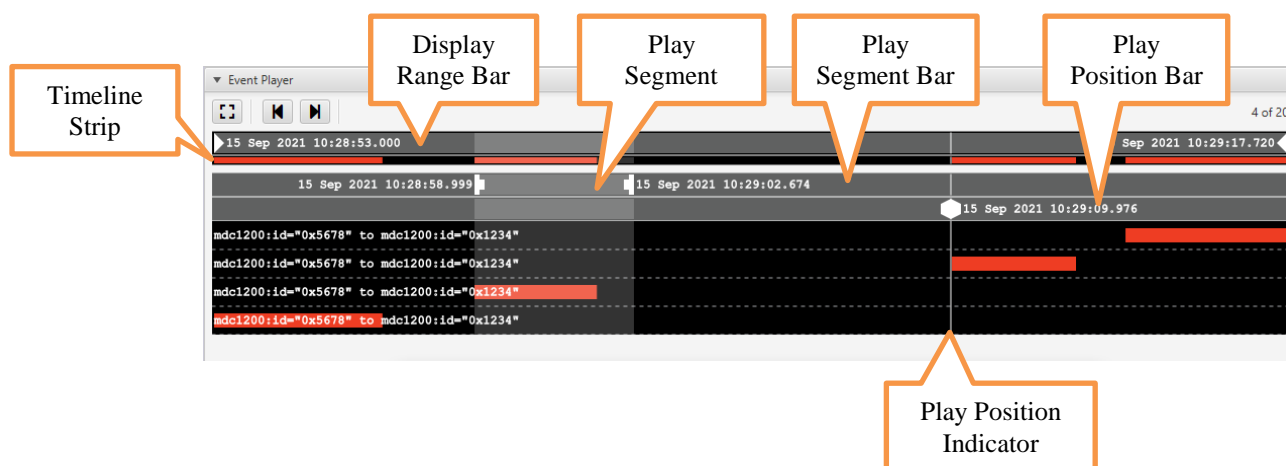 Display
Range Bar
Play
Segment
Play
Segment Bar
Play
Position Bar
Timeline
Strip
Event Player
4 of 20
15 Sep 2021 10:28:53.000
Sep 2021 10:29:17.720
15 Sep 2021 10:28:58.999
15 Sep 2021 10:29:02.674
15 Sep 2021 10:29:09.976
mdc1200:id="0x5678" to mdc1200:id="0x1234"
mdc1200:id="0x5678" to mdc1200:id="0x1234"
mdc1200:id="0x5678" to mdc1200:id="0x1234"
mdc1200:id="0x5678" to mdc1200:id="0x1234"
Play Position
Indicator